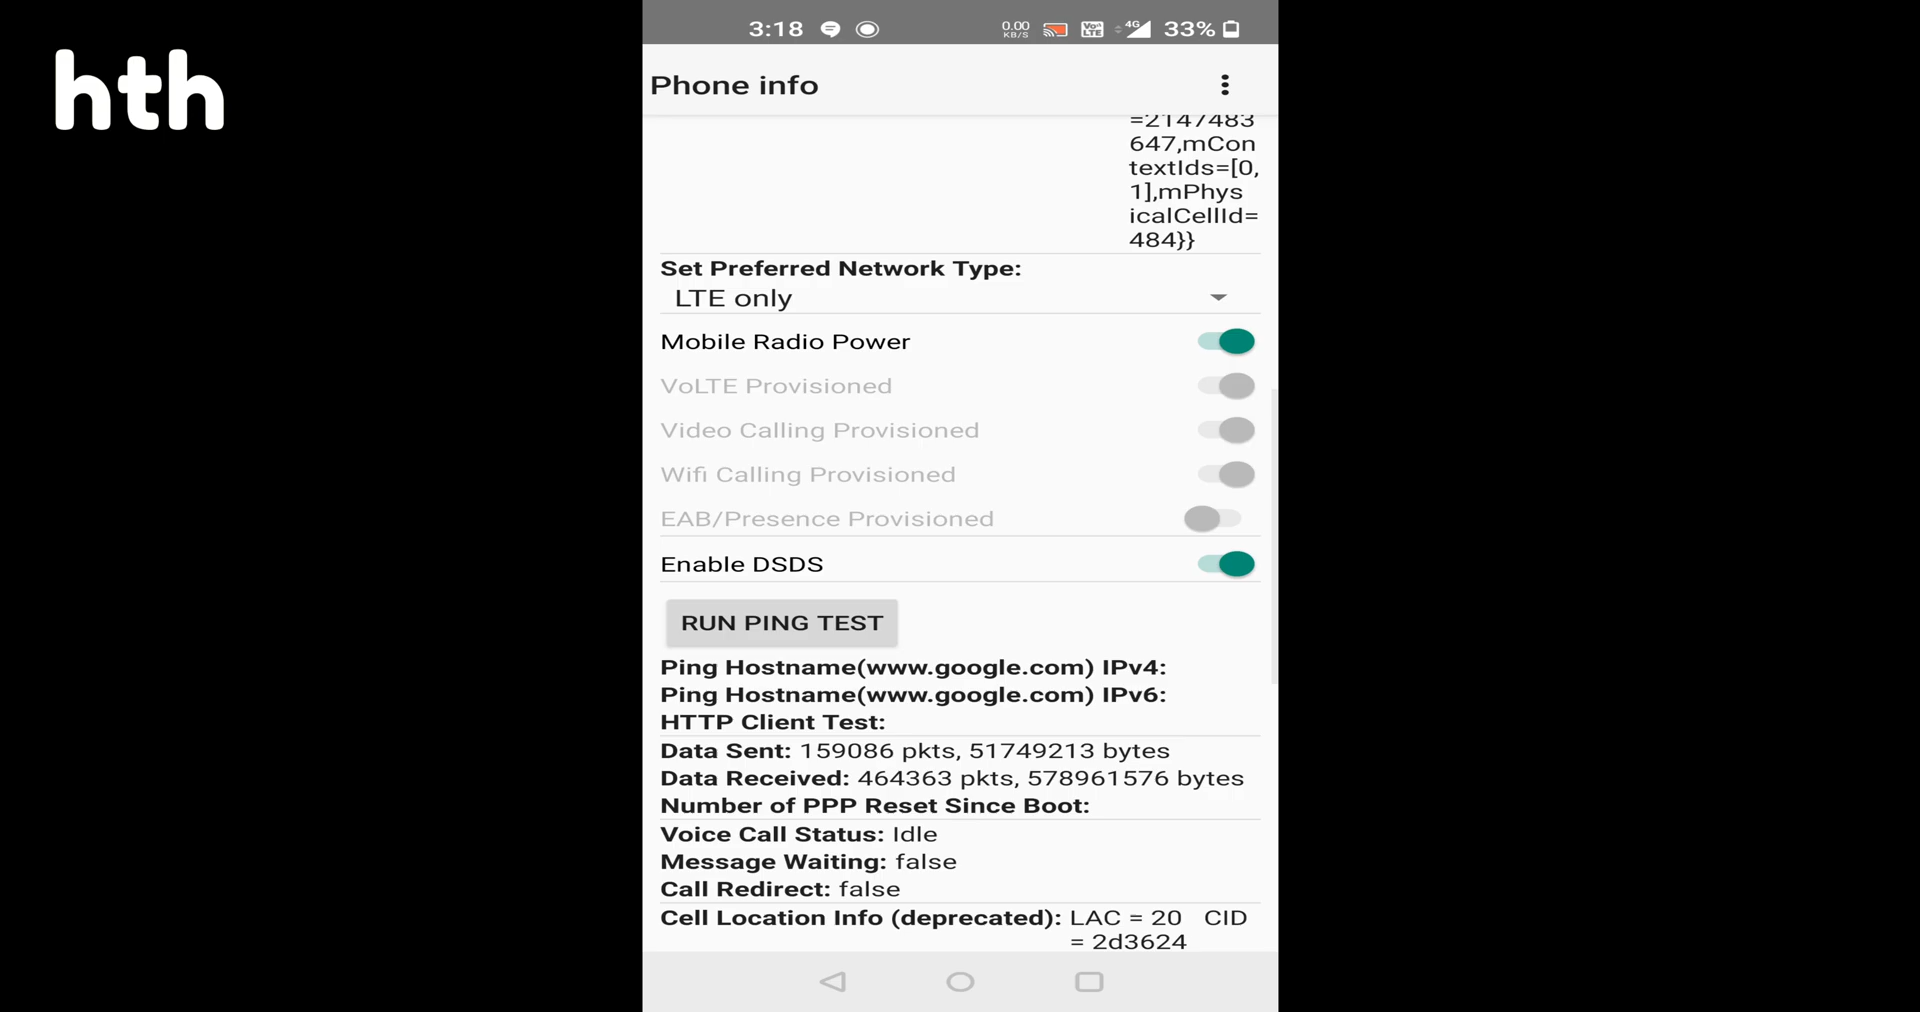 hth
3:18
0.00
KB/S
Vo
LTE
4G
33%
Phone info
=2147483
647,mCon
textIds=[0,
1],mPhys
icalCellId=
484}}
Set Preferred Network Type:
LTE only
Mobile Radio Power
VoLTE Provisioned
Video Calling Provisioned
Wifi Calling Provisioned
EAB/Presence Provisioned
Enable DSDS
RUN PING TEST
Ping Hostname(www.google.com) IPv4:
Ping Hostname(www.google.com) IPv6:
HTTP Client Test:
Data Sent: 159086 pkts, 51749213 bytes
Data Received: 464363 pkts, 578961576 bytes
Number of PPP Reset Since Boot:
Voice Call Status: Idle
Message Waiting: false
Call Redirect: false
Cell Location Info (deprecated): LAC = 20 CID
= 2d3624